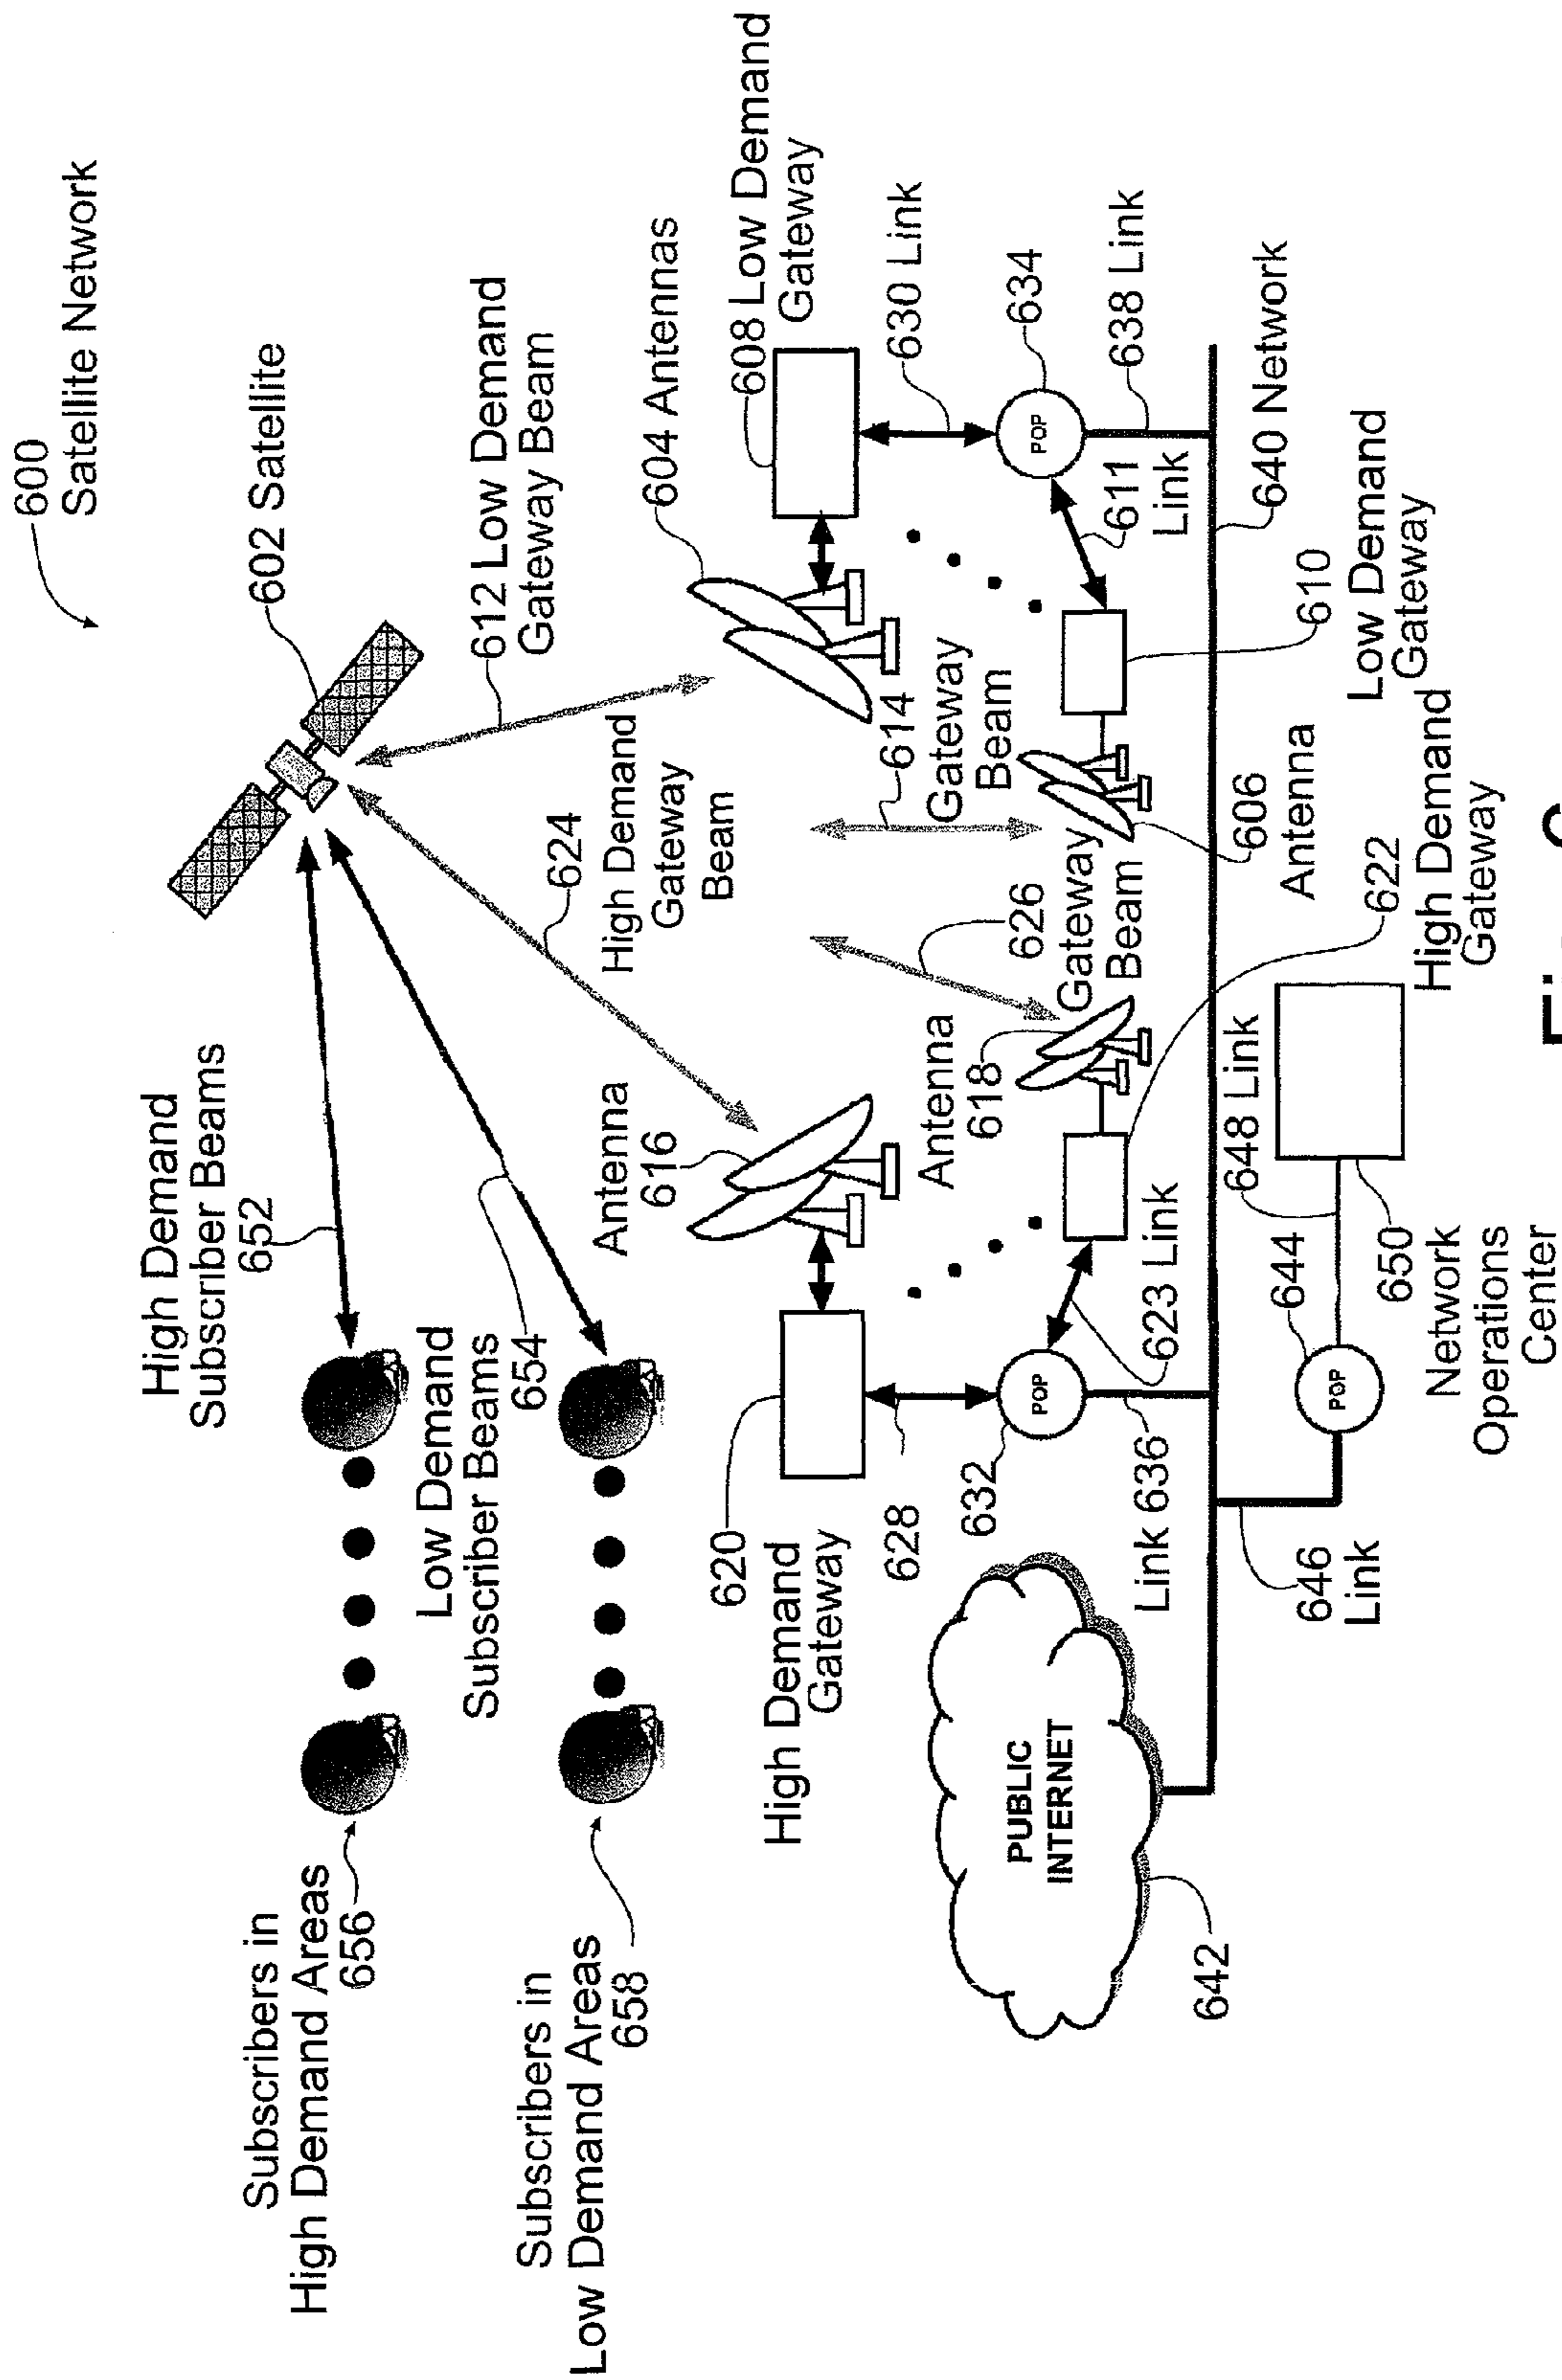 600
Satellite Network
602 Satellite
High Demand
Subscriber Beams
652
612 Low Demand
Gateway Beam
Subscribers in
High Demand Areas
656
Low Demand
Subscriber Beams
654
624
High Demand
Gateway
Beam
604 Antennas
Subscribers in
Low Demand Areas
658
Antenna
616
608 Low Demand
Gateway
620
High Demand
Gateway
614
Gateway
Beam
630 Link
628
Antenna
618
626
Gateway
Beam
634
POP
632
POP
611
Link
638 Link
PUBLIC
INTERNET
Link 636
623 Link
642
648 Link
606
Antenna
640 Network
646
Link
644
POP
650
Network
Operations
Center
622
High Demand
Gateway
610
Low Demand
Gateway